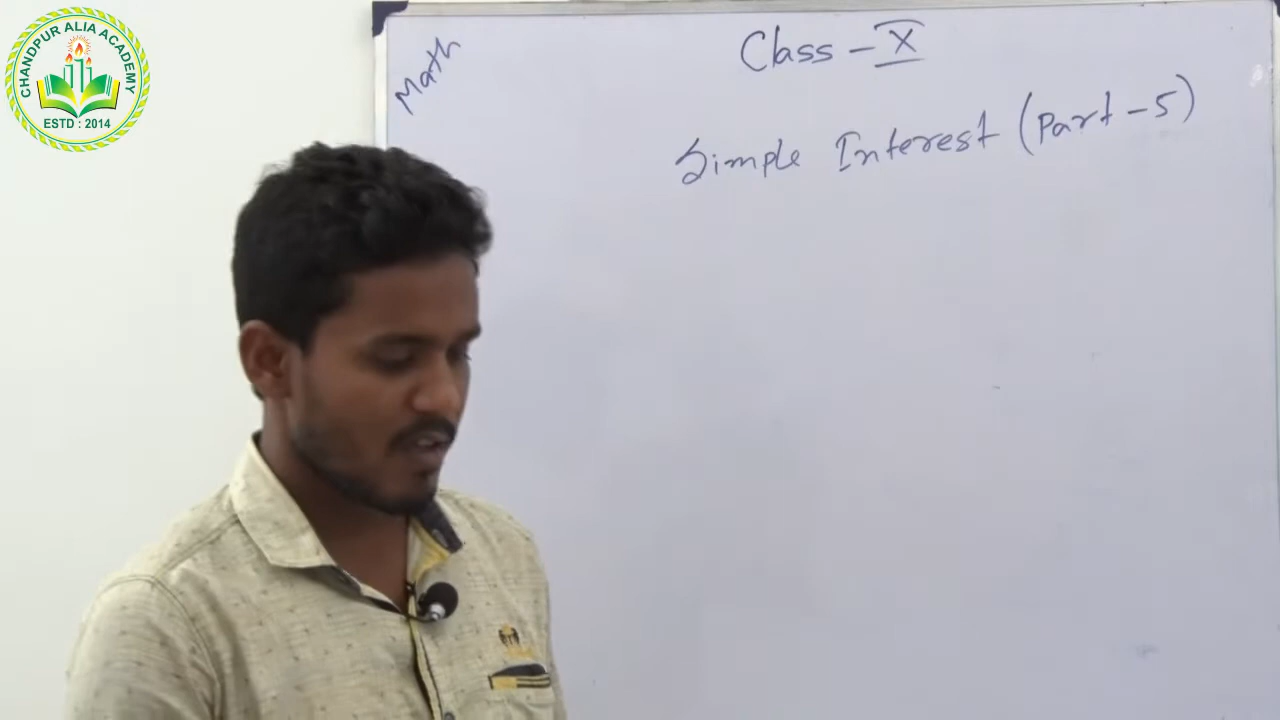 CHANDPUR ALIA ACADEMY
ESTD : 2014
Math
Class - X
Simple Interest (Part - 5)